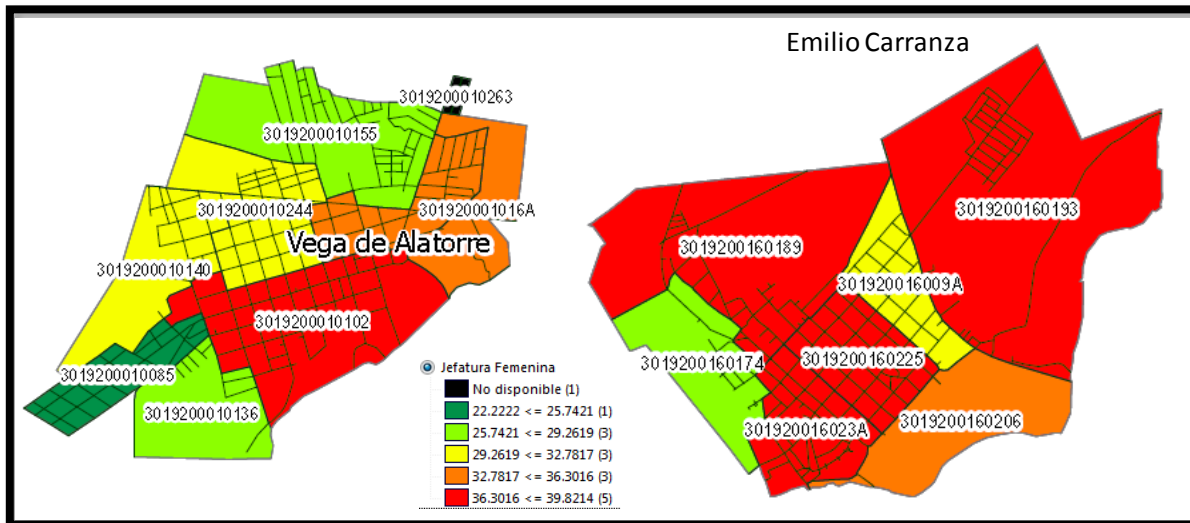 Emilio Carranza
3019200010263
3019200010155
3019200010244
301920001016A
Vega de Alatorre
3019200010140
3019200010102
3019200010085
3019200010136
3019200160193
3019200160189
301920016009A
3019200160174
3019200160225
301920016023A
3019200160206
Jefatura Femenina
No disponible (1)
22.2222 <= 25.7421 (1)
25.7421 <= 29.2619 (3)
29.2619 <= 32.7817 (3)
32.7817 <= 36.3016 (3)
36.3016 <= 39.8214 (5)